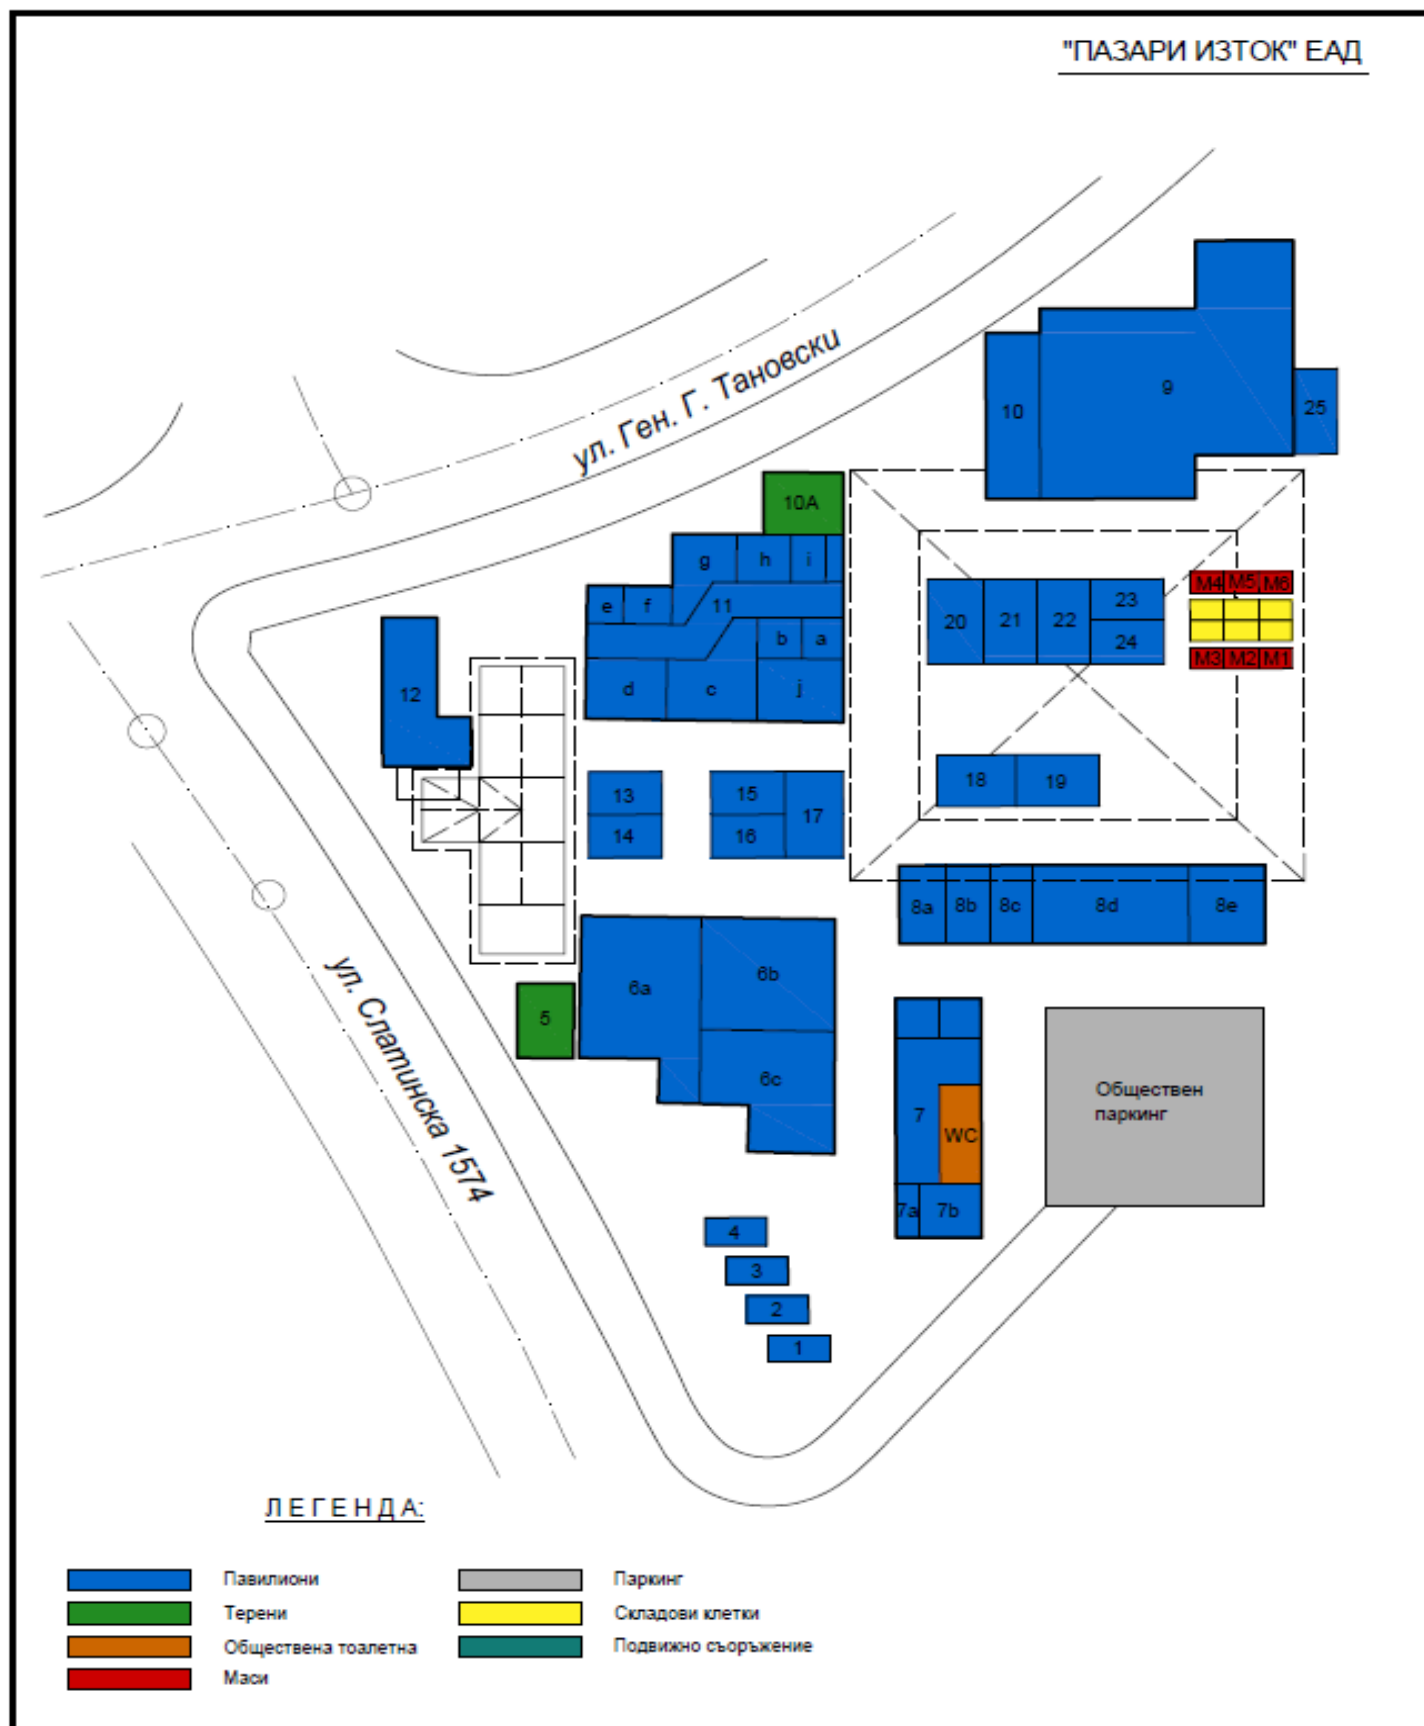 "ПАЗАРИ ИЗТОК" ЕАД
ул. Ген. Г. Тановски
9
10
25
10A
g
h
i
e
f
11
b
a
d
c
j
M4
M5
M6
20
21
22
23
24
M3
M2
M1
12
18
19
13
14
15
16
17
8a
8b
8c
8d
8e
ул. Слатинска 1574
5
6a
6b
6c
Обществен
паркинг
7
WC
7a
7b
4
3
2
1
ЛЕГЕНДА:
Павилиони
Паркинг
Терени
Складови клетки
Обществена тоалетна
Подвижно съоръжение
Маси